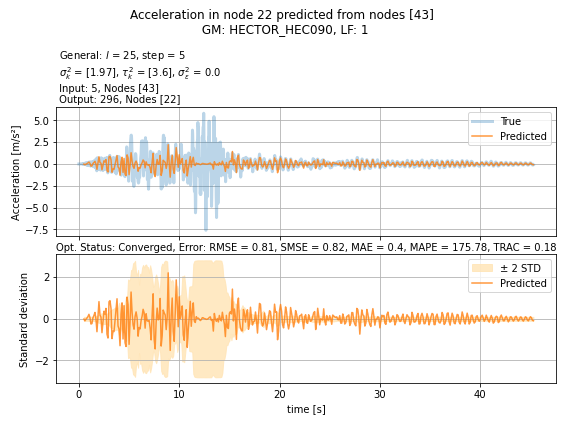 Acceleration in node 22 predicted from nodes [43]
GM: HECTOR_HEC090, LF: 1
General: l = 25, step = 5
σ²ₖ = [1.97], τ²ₖ = [3.6], σ²ε = 0.0
Input: 5, Nodes [43]
Output: 296, Nodes [22]
Acceleration [m/s²]
5.0
2.5
0.0
−2.5
−5.0
−7.5
True
Predicted
Opt. Status: Converged, Error: RMSE = 0.81, SMSE = 0.82, MAE = 0.4, MAPE = 175.78, TRAC = 0.18
Standard deviation
2
0
−2
± 2 STD
Predicted
0
10
20
30
40
time [s]